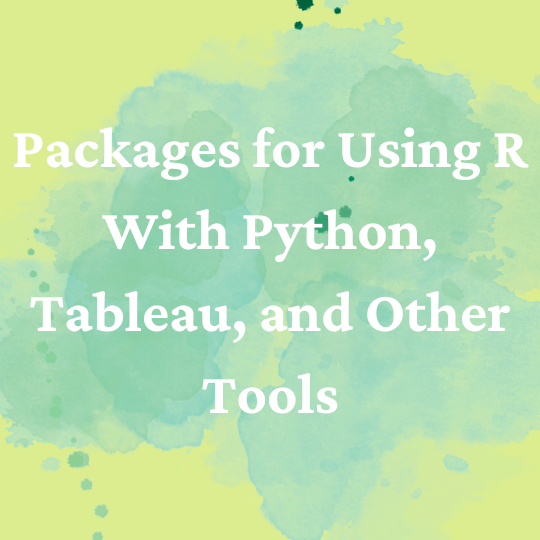 Packages for Using R
With Python,
Tableau, and Other
Tools